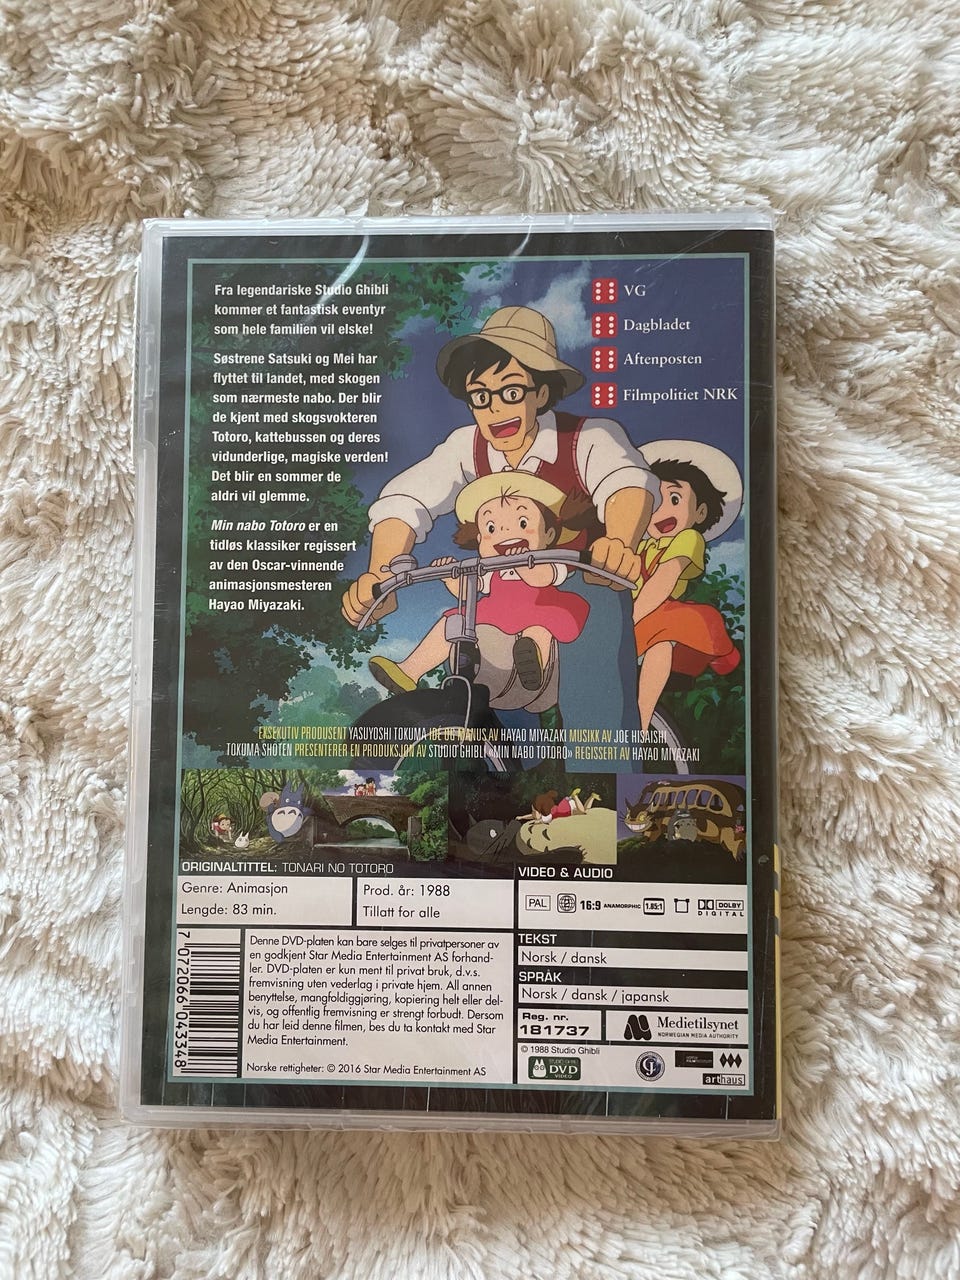 Fra legendariske Studio Ghibli
kommer et fantastisk eventyr
som hele familien vil elske!
Søstrene Satsuki og Mei har
flyttet til landet, med skogen
som nærmeste nabo. Der blir
de kjent med skogsvokteren
Totoro, kattebussen og deres
vidunderlige, magiske verden!
Det blir en sommer de
aldri vil glemme.
Min nabo Totoro er en
tidløs klassiker regissert
av den Oscar-vinnende
animasjonsmesteren
Hayao Miyazaki.
VG
Dagbladet
Aftenposten
Filmpolitiet NRK
EKSEKUTIV PRODUSENT YASUYOSHI TOKUMA IDÉ OG MANUS AV HAYAO MIYAZAKI MUSIKK AV JOE HISAISHI
TOKUMA SHOTEN PRESENTERER EN PRODUKSJON AV STUDIO GHIBLI «MIN NABO TOTORO» REGISSERT AV HAYAO MIYAZAKI
ORIGINALTITTEL: TONARI NO TOTORO
Genre: Animasjon
Lengde: 83 min.
Prod. år: 1988
Tillatt for alle
7 072066 043348
Denne DVD-platen kan bare selges til privatpersoner av
en godkjent Star Media Entertainment AS forhand-
ler. DVD-platen er kun ment til privat bruk, d.v.s.
fremvisning uten vederlag i private hjem. All annen
benyttelse, mangfoldiggjøring, kopiering helt eller del-
vis, og offentlig fremvisning er strengt forbudt. Dersom
du har leid denne filmen, bes du ta kontakt med Star
Media Entertainment.
Norske rettigheter: © 2016 Star Media Entertainment AS
VIDEO & AUDIO
PAL 2 16:9 ANAMORPHIC 1.85:1 DOLBY
DIGITAL
TEKST
Norsk / dansk
SPRÅK
Norsk / dansk / japansk
Reg. nr.
181737
Medietilsynet
NORWEGIAN MEDIA AUTHORITY
© 1988 Studio Ghibli
STUDIO GHIBLI
DVD
VIDEO
arthaus